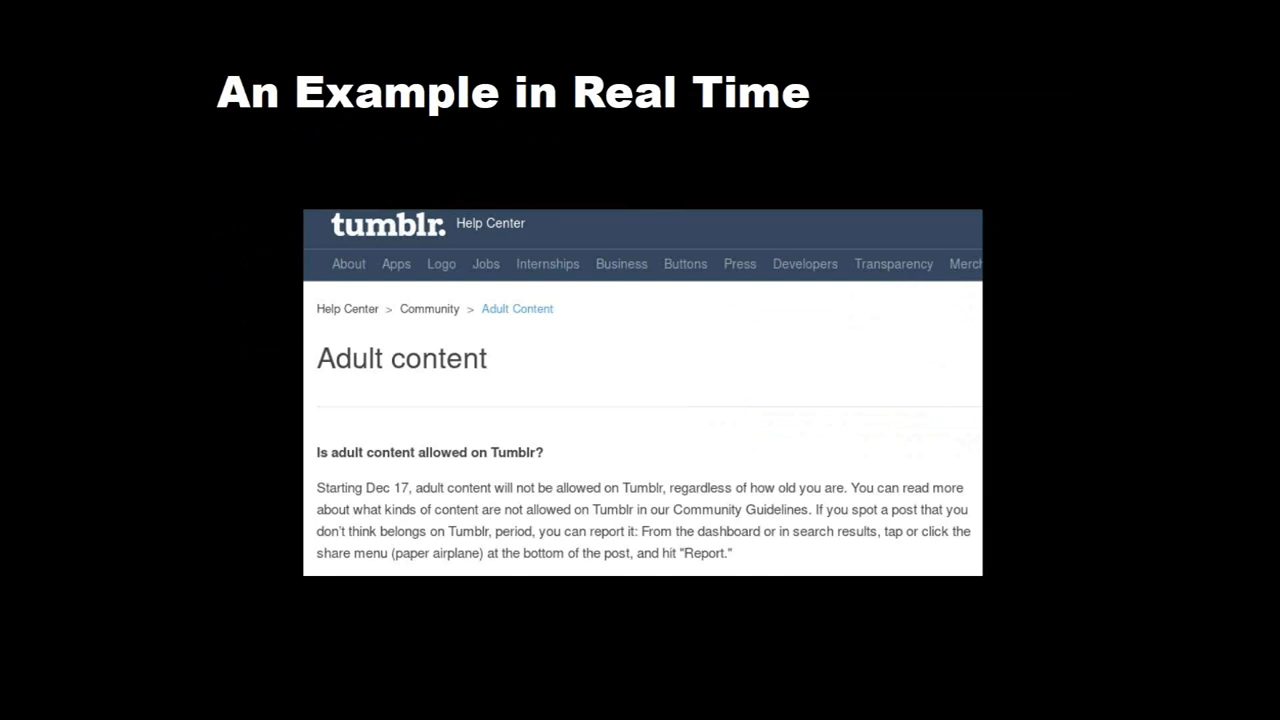 An Example in Real Time
tumblr. Help Center
About Apps Logo Jobs Internships Business Buttons Press Developers Transparency Merch
Help Center > Community > Adult Content
Adult content
Is adult content allowed on Tumblr?
Starting Dec 17, adult content will not be allowed on Tumblr, regardless of how old you are. You can read more
about what kinds of content are not allowed on Tumblr in our Community Guidelines. If you spot a post that you
don't think belongs on Tumblr, period, you can report it: From the dashboard or in search results, tap or click the
share menu (paper airplane) at the bottom of the post, and hit "Report."